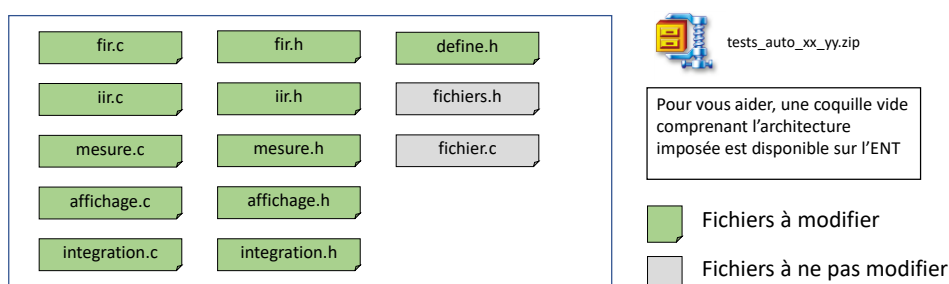 fir.c
fir.h
define.h
iir.c
iir.h
fichiers.h
mesure.c
mesure.h
fichier.c
affichage.c
affichage.h
integration.c
integration.h
tests_auto_xx_yy.zip
Pour vous aider, une coquille vide
comprenant l’architecture
imposée est disponible sur l’ENT
Fichiers à modifier
Fichiers à ne pas modifier